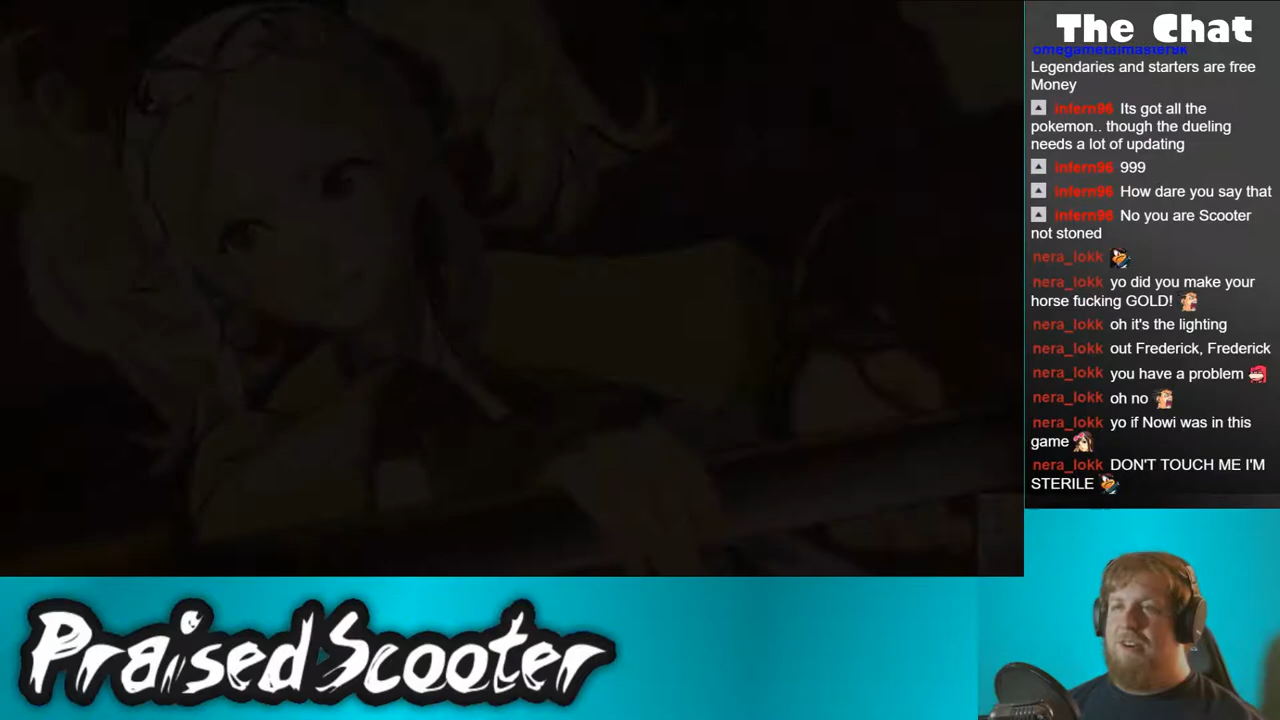 The Chat
omegametalmaster9k
Legendaries and starters are free
Money
infern96 Its got all the
pokemon.. though the dueling
needs a lot of updating
infern96 999
infern96 How dare you say that
infern96 No you are Scooter
not stoned
nera_lokk
nera_lokk yo did you make your
horse fucking GOLD!
nera_lokk oh it's the lighting
nera_lokk out Frederick, Frederick
nera_lokk you have a problem
nera_lokk oh no
nera_lokk yo if Nowi was in this
game
nera_lokk DON'T TOUCH ME I'M
STERILE
PraisedScooter